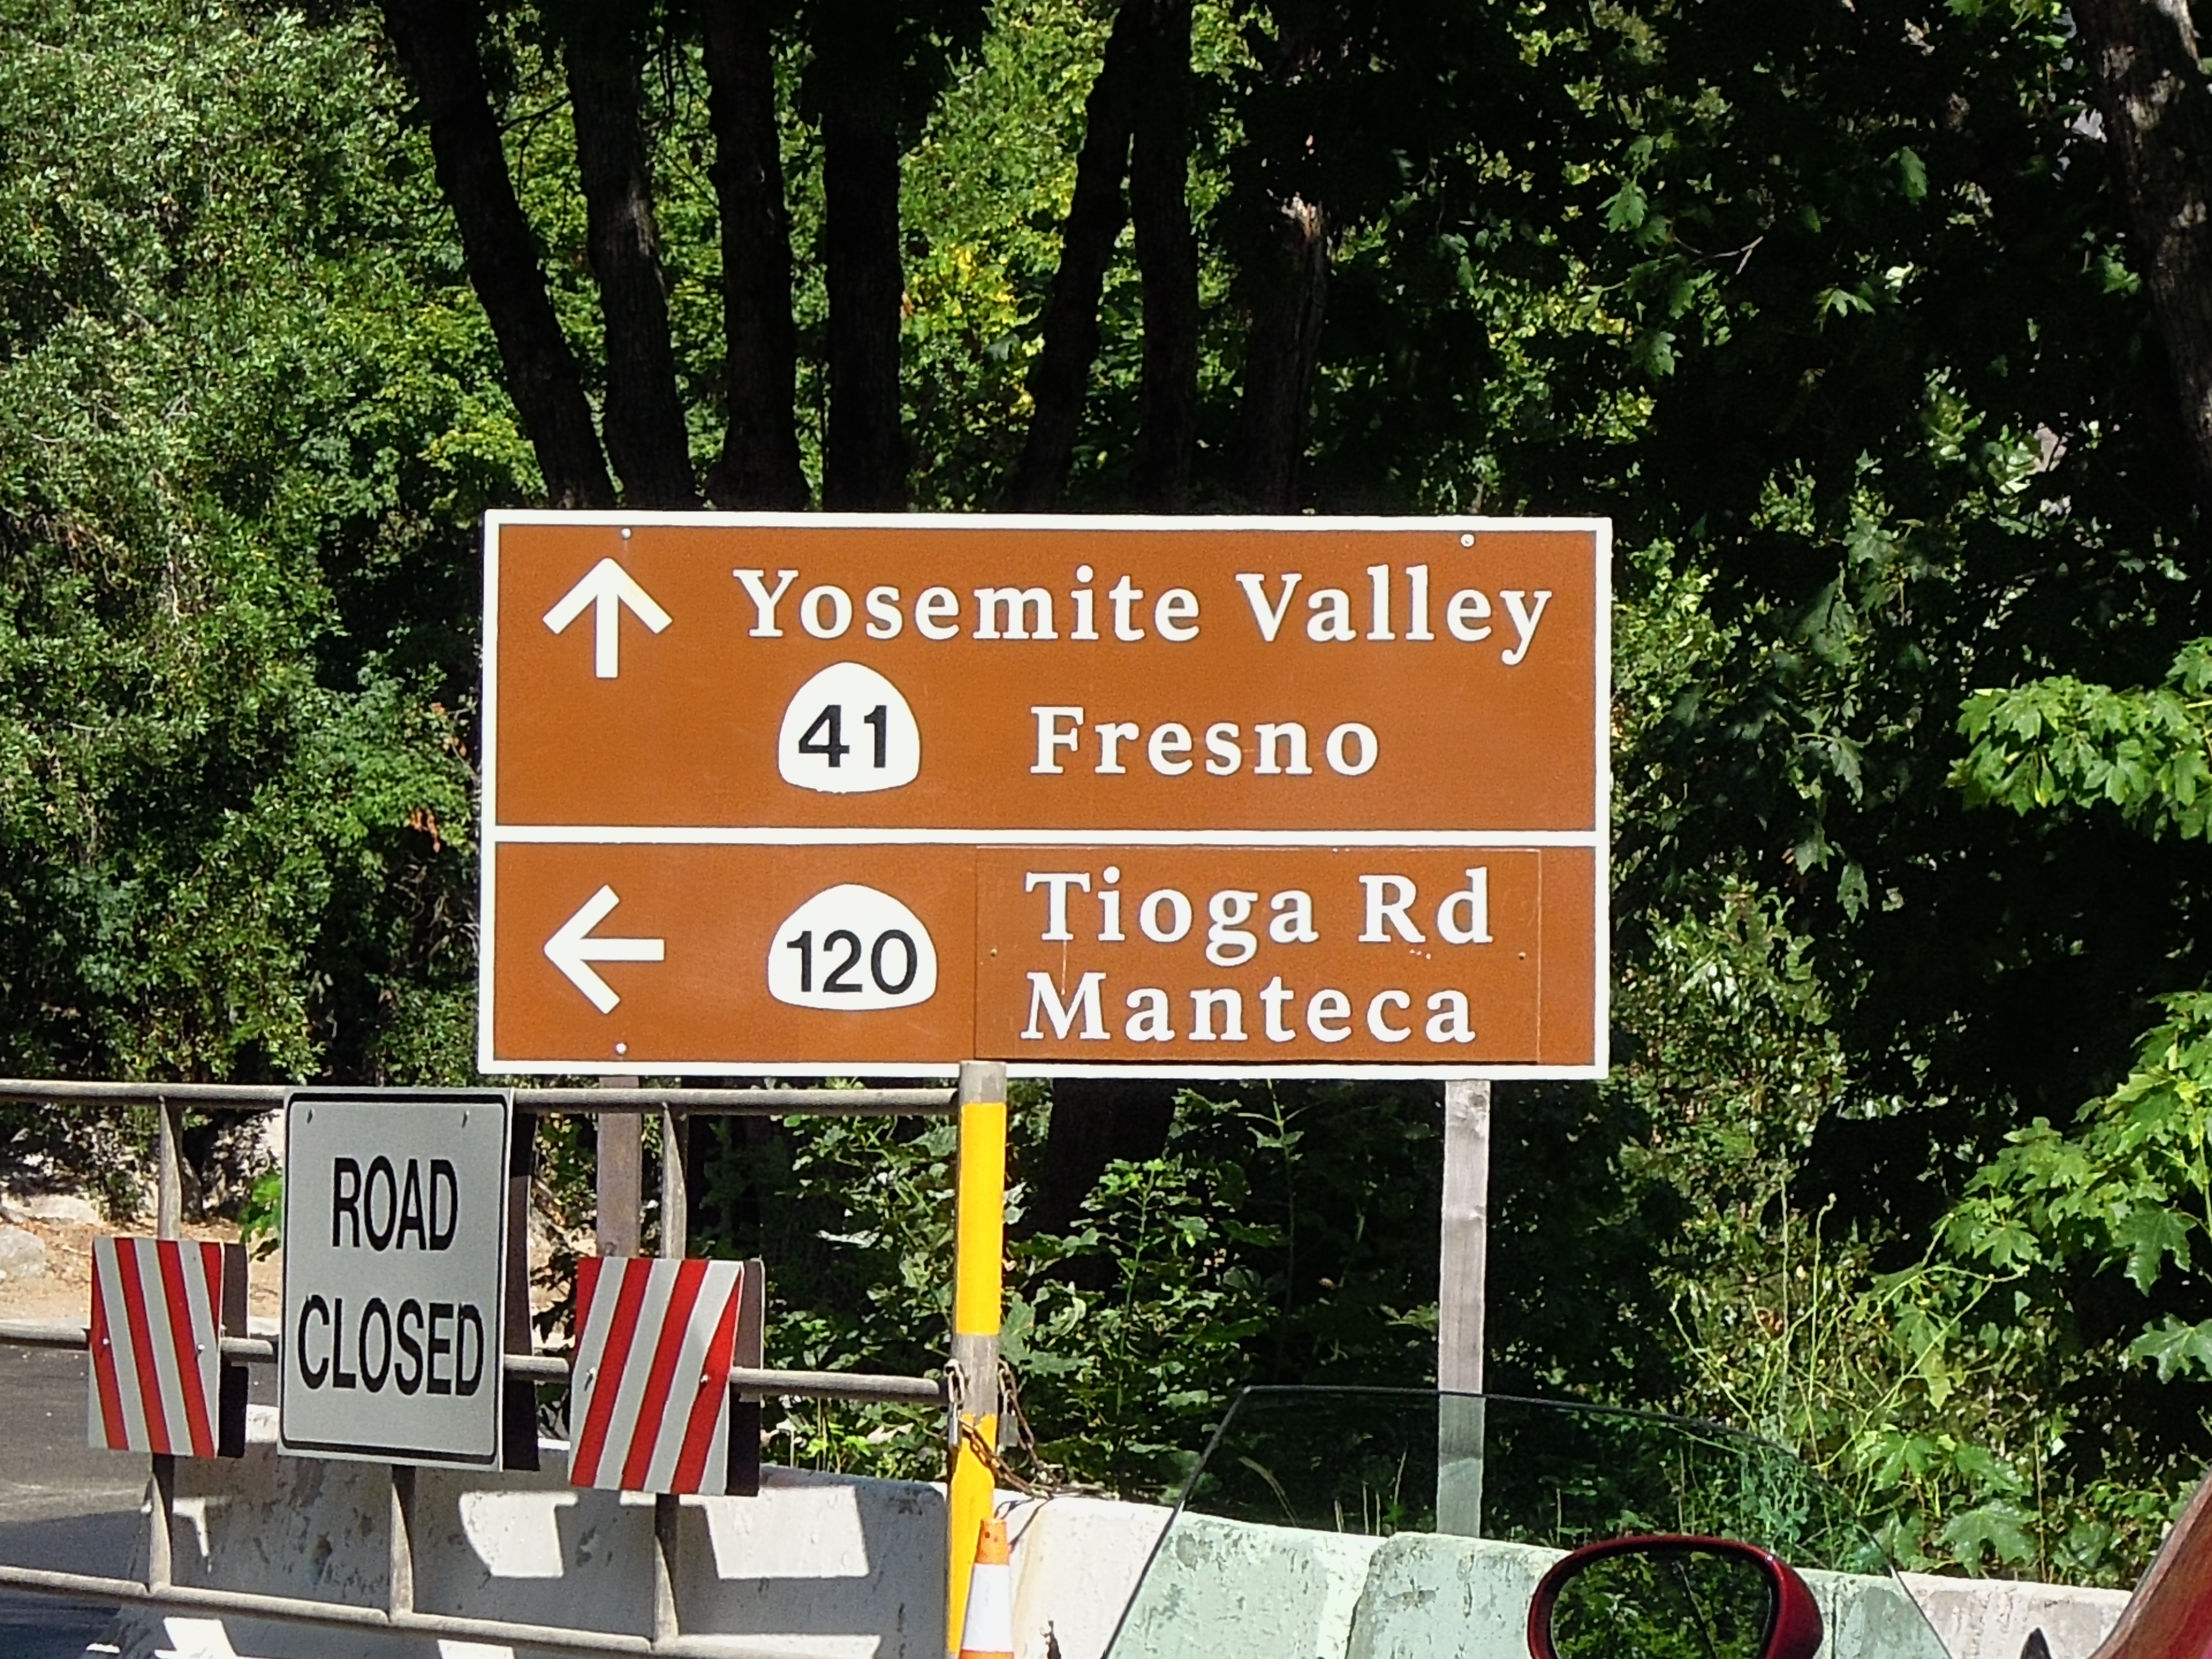 Yosemite Valley
41 Fresno
120 Tioga Rd
Manteca
ROAD
CLOSED